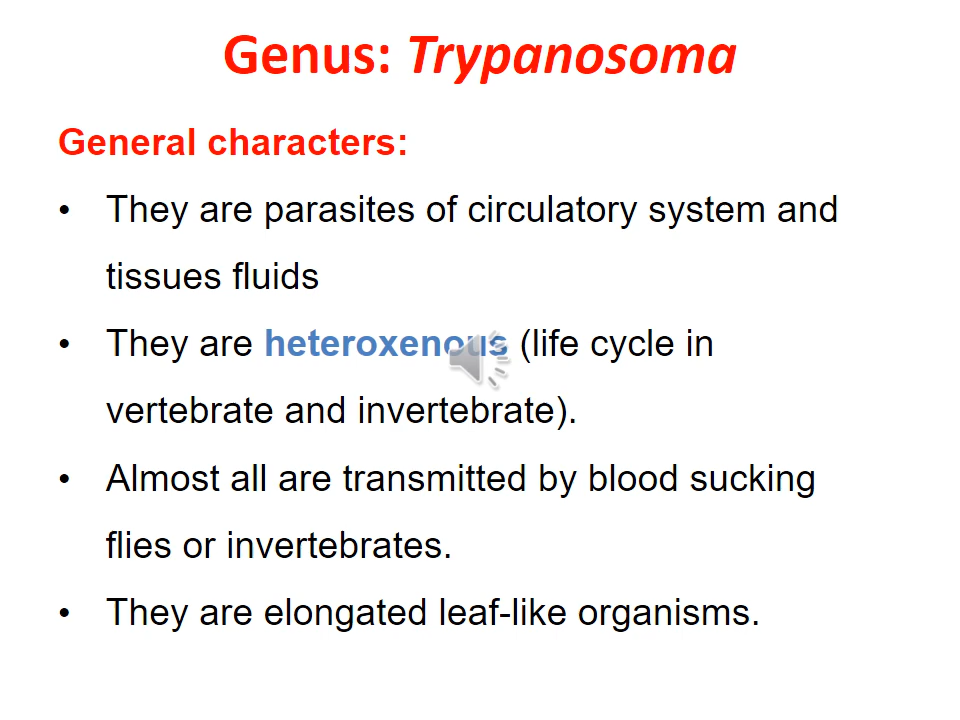 Genus: Trypanosoma
General characters:
• They are parasites of circulatory system and
tissues fluids
• They are heteroxenous (life cycle in
vertebrate and invertebrate).
• Almost all are transmitted by blood sucking
flies or invertebrates.
• They are elongated leaf-like organisms.